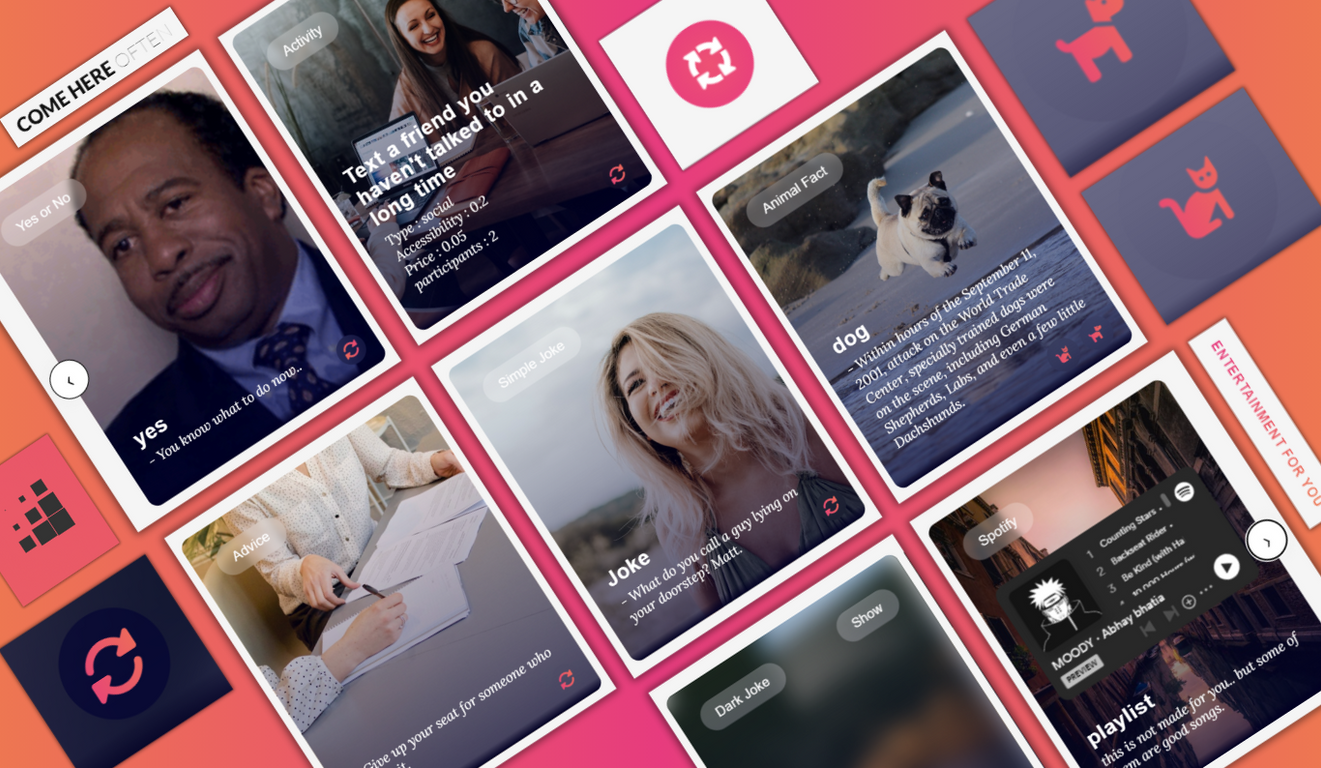 COME HERE OFTEN
Yes or No
yes
- You know what to do now..
Activity
Text a friend you
haven't talked to in a
long time
Type : social
Accessibility : 0.2
Price : 0.05
participants : 2
Advice
Give up your seat for someone who
it.
Simple Joke
Joke
- What do you call a guy lying on
your doorstep? Matt.
Animal Fact
dog
- Within hours of the September 11,
2001, attack on the World Trade
Center, specially trained dogs were
on the scene, including German
Shepherds, Labs, and even a few little
Dachshunds.
Dark Joke
Show
Spotify
1 Counting Stars •
2 Backseat Rider •
3 Be Kind (with Ha
MOODY • Abhay bhatia
PREVIEW
playlist
this is not made for you.. but some of
em are good songs.
ENTERTAINMENT FOR YOU